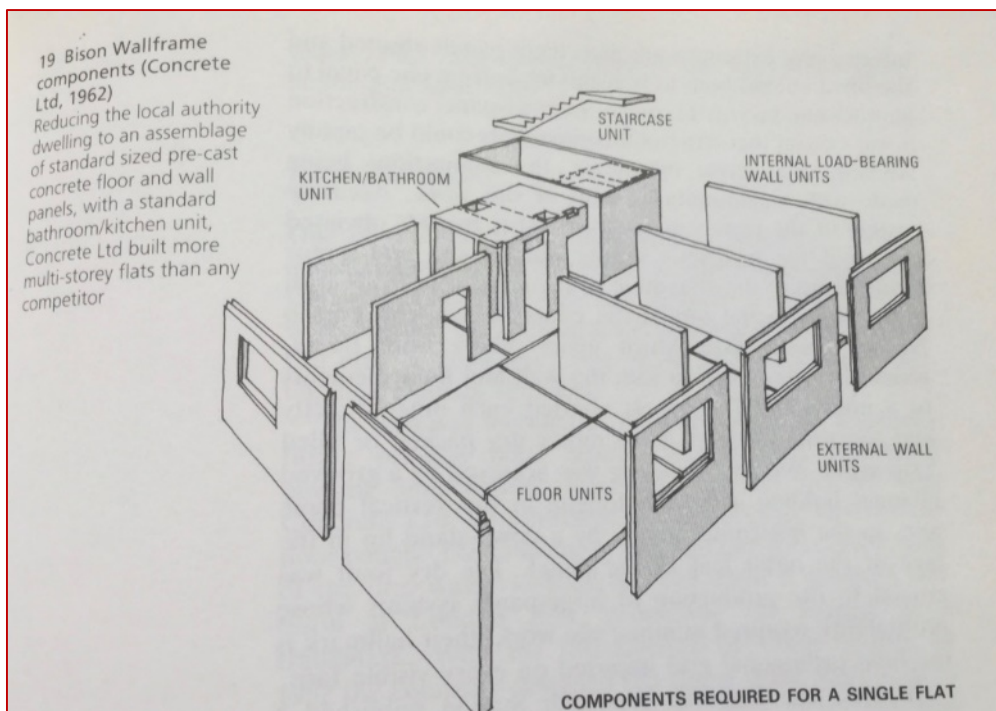 19 Bison Wallframe
components (Concrete
Ltd, 1962)
Reducing the local authority
dwelling to an assemblage
of standard sized pre-cast
concrete floor and wall
panels, with a standard
bathroom/kitchen unit,
Concrete Ltd built more
multi-storey flats than any
competitor
STAIRCASE
UNIT
KITCHEN/BATHROOM
UNIT
INTERNAL LOAD-BEARING
WALL UNITS
EXTERNAL WALL
UNITS
FLOOR UNITS
COMPONENTS REQUIRED FOR A SINGLE FLAT